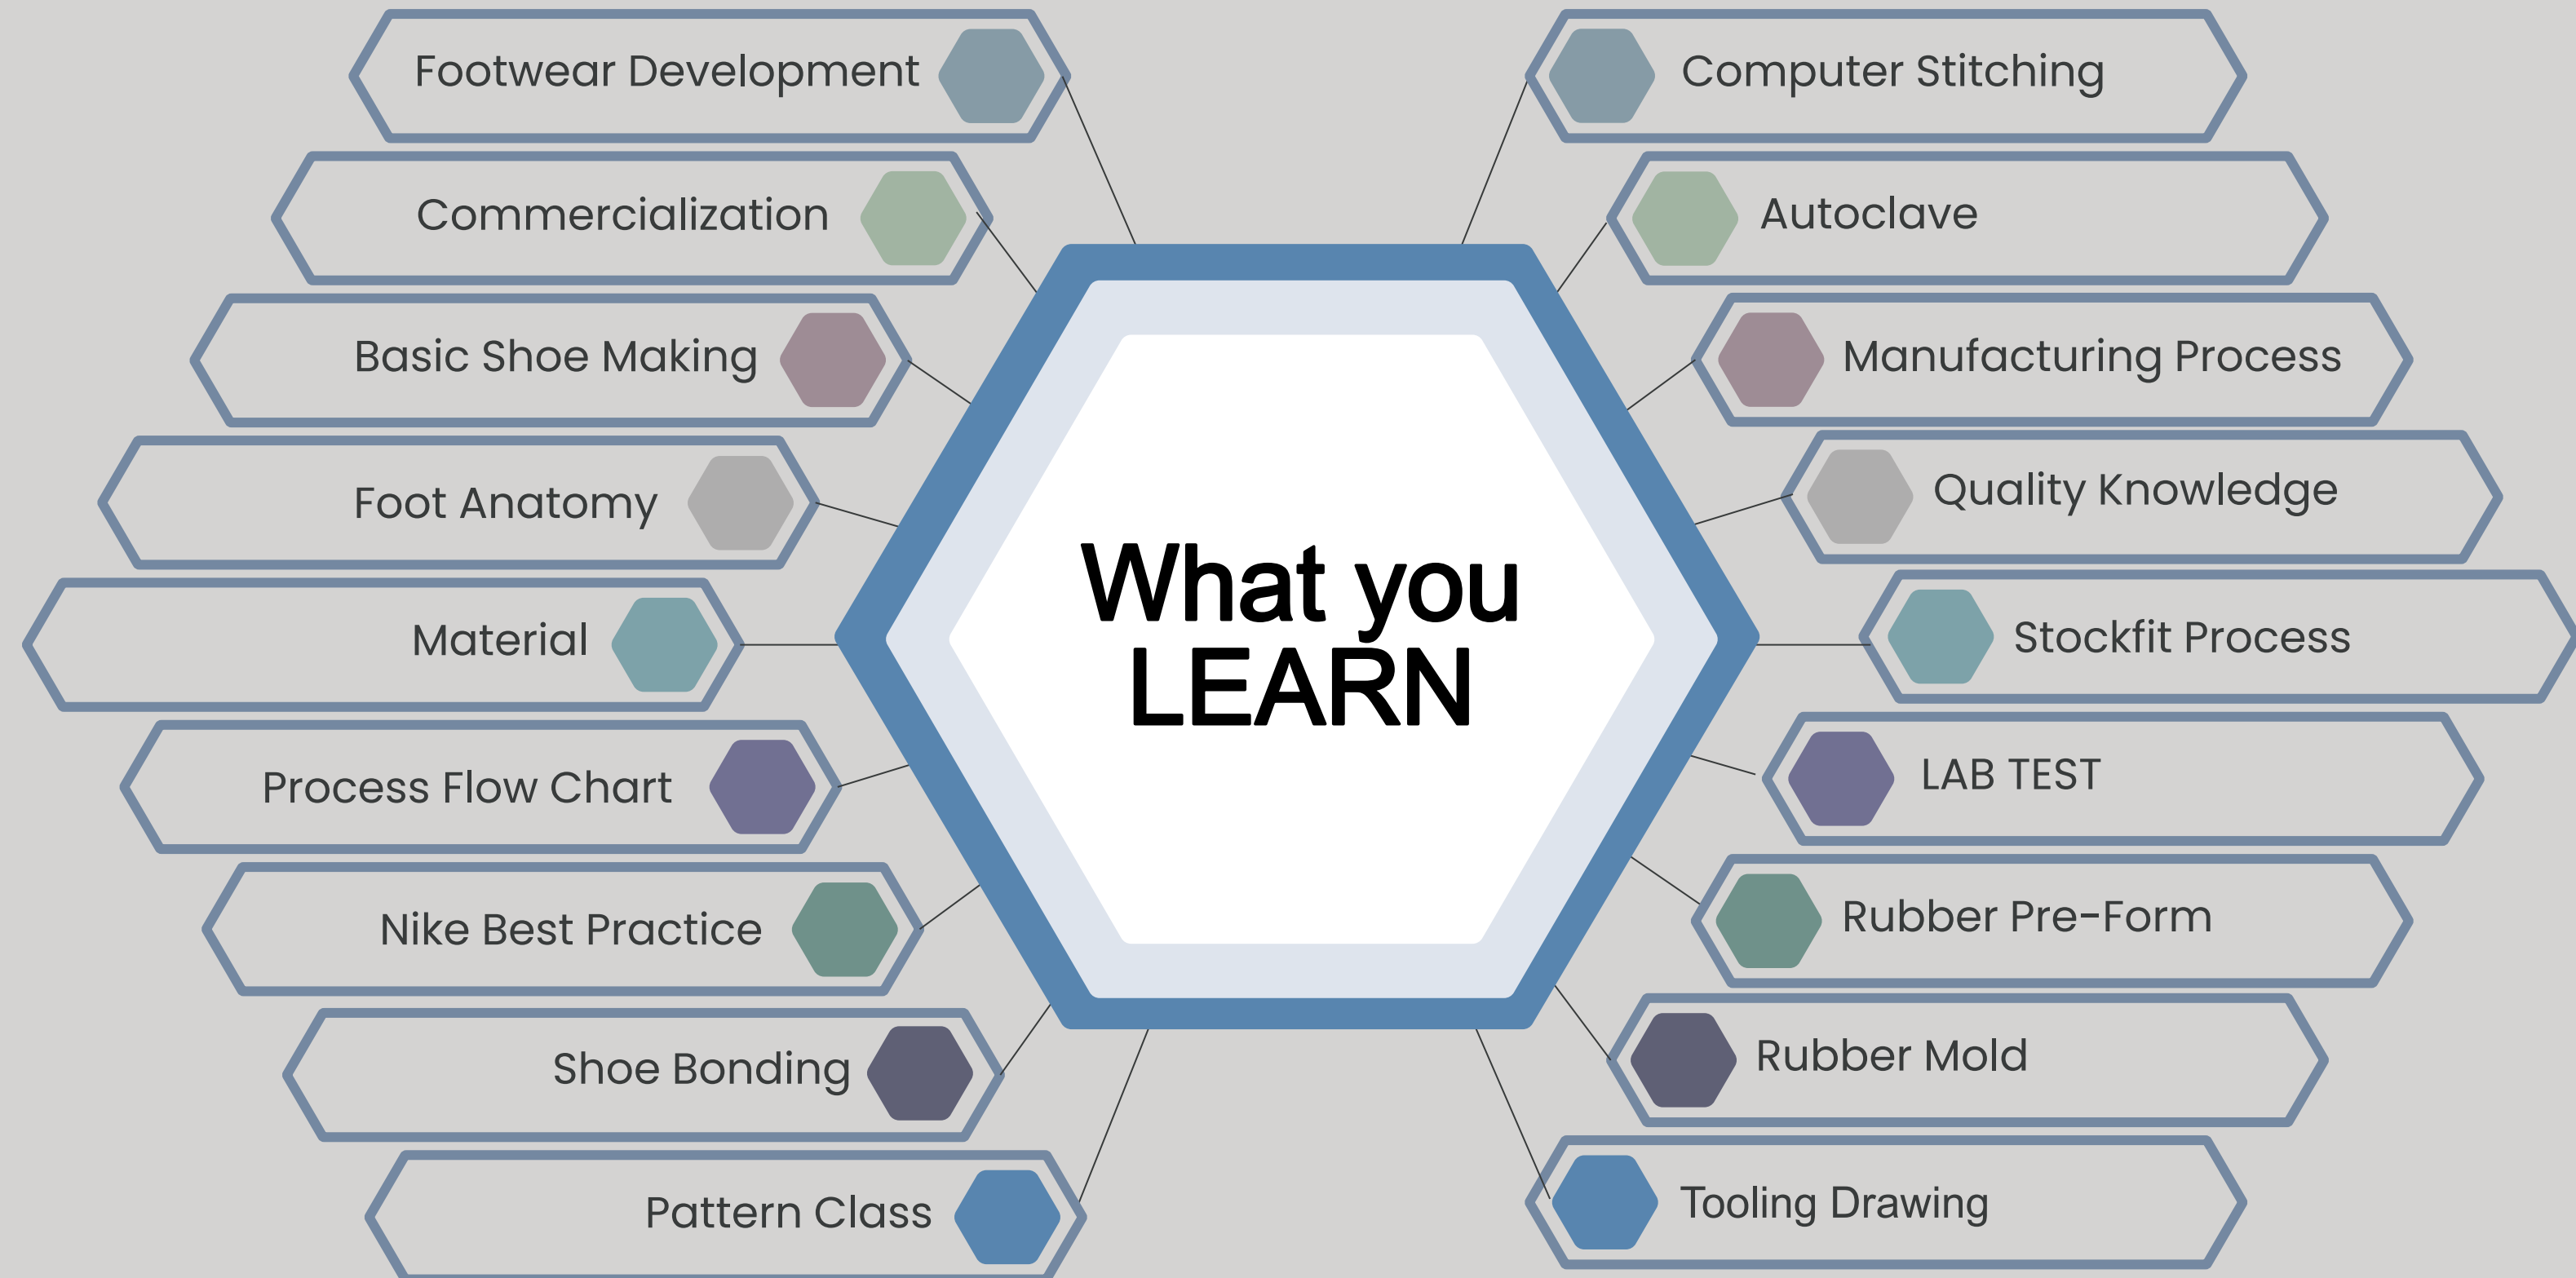 Footwear Development
Commercialization
Basic Shoe Making
Foot Anatomy
Material
Process Flow Chart
Nike Best Practice
Shoe Bonding
Pattern Class
What you
LEARN
Computer Stitching
Autoclave
Manufacturing Process
Quality Knowledge
Stockfit Process
LAB TEST
Rubber Pre-Form
Rubber Mold
Tooling Drawing